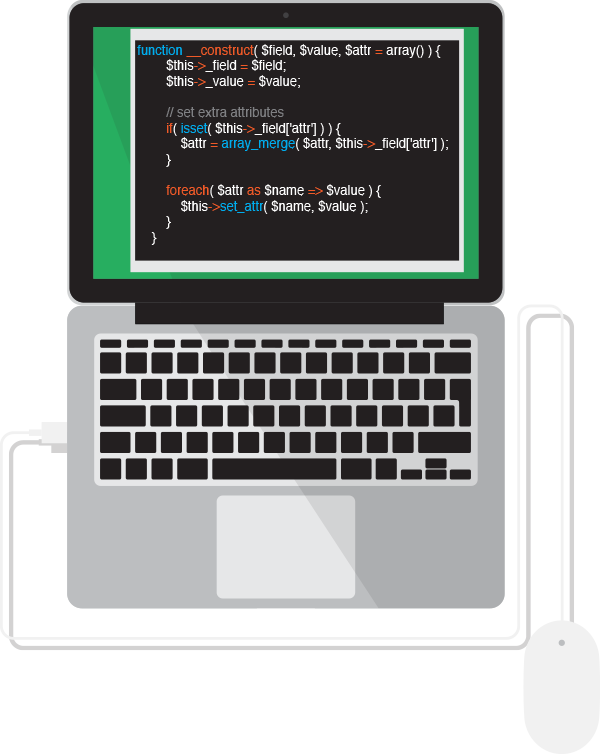 function __construct( $field, $value, $attr = array() ) {
$this->_field = $field;
$this->_value = $value;
// set extra attributes
if( isset( $this->_field['attr'] ) ) {
$attr = array_merge( $attr, $this->_field['attr'] );
}
foreach( $attr as $name => $value ) {
$this->set_attr( $name, $value );
}
}